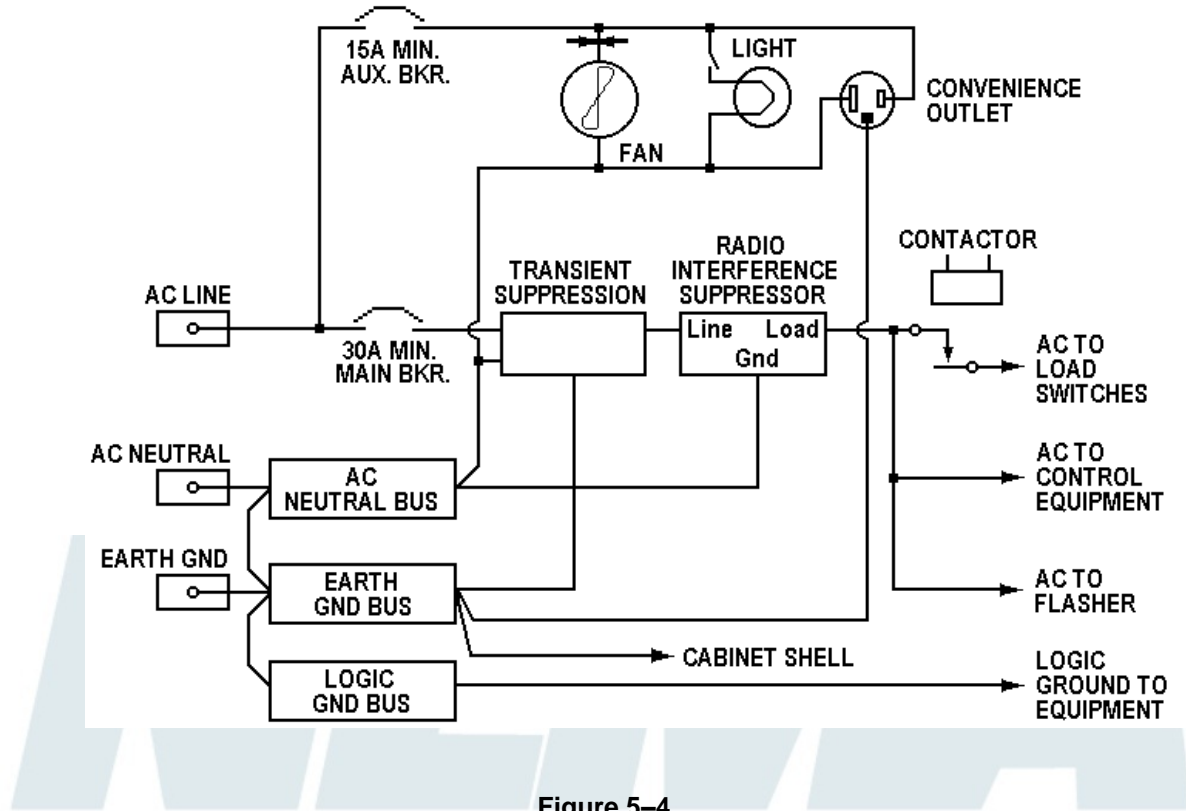 15A MIN.
AUX. BKR.
LIGHT
CONVENIENCE
OUTLET
FAN
CONTACTOR
RADIO
INTERFERENCE
SUPPRESSOR
TRANSIENT
SUPPRESSION
AC LINE
Line Load
Gnd
30A MIN.
MAIN BKR.
AC TO
LOAD
SWITCHES
AC NEUTRAL
AC
NEUTRAL BUS
AC TO
CONTROL
EQUIPMENT
EARTH GND
EARTH
GND BUS
AC TO
FLASHER
CABINET SHELL
LOGIC
GND BUS
LOGIC
GROUND TO
EQUIPMENT
NEMA
Figure 5–4